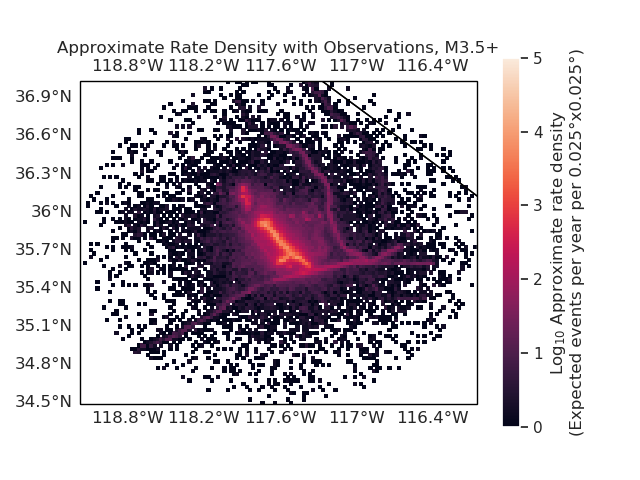 Approximate Rate Density with Observations, M3.5+
118.8°W 118.2°W 117.6°W 117°W 116.4°W
36.9°N
36.6°N
36.3°N
36°N
35.7°N
35.4°N
35.1°N
34.8°N
34.5°N
118.8°W 118.2°W 117.6°W 117°W 116.4°W
5
4
3
2
1
0
Log₁₀ Approximate rate density
(Expected events per year per 0.025°x0.025°)